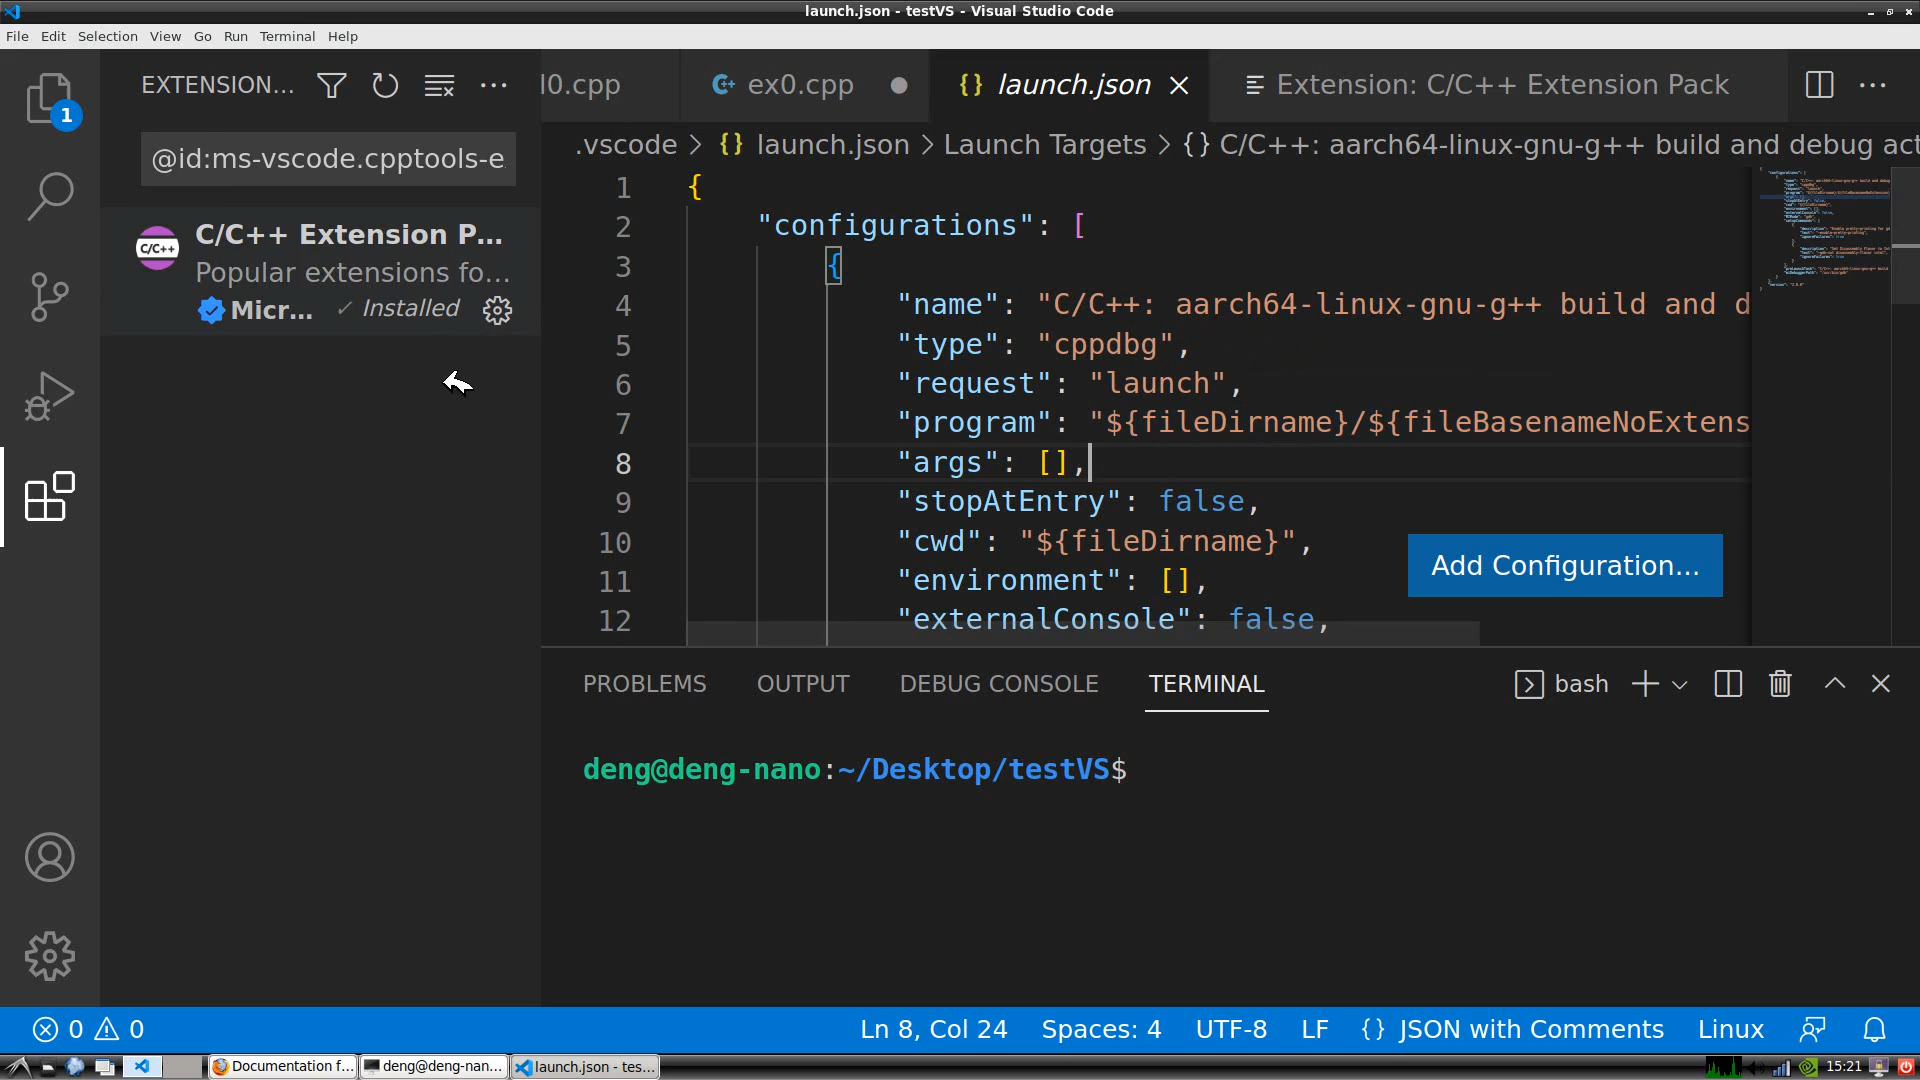 launch.json - testVS - Visual Studio Code
File Edit Selection View Go Run Terminal Help
EXTENSION...
l0.cpp
ex0.cpp
{} launch.json
Extension: C/C++ Extension Pack
1
@id:ms-vscode.cpptools-e
.vscode > {} launch.json > Launch Targets > {} C/C++: aarch64-linux-gnu-g++ build and debug act
C/C++
C/C++ Extension P...
Popular extensions fo...
Micr... ✓ Installed
1 {
2 "configurations": [
3 {
4 "name": "C/C++: aarch64-linux-gnu-g++ build and d
5 "type": "cppdbg",
6 "request": "launch",
7 "program": "${fileDirname}/${fileBasenameNoExtens
8 "args": [],
9 "stopAtEntry": false,
10 "cwd": "${fileDirname}",
11 "environment": [],
12 "externalConsole": false,
Add Configuration...
PROBLEMS OUTPUT DEBUG CONSOLE TERMINAL
bash
deng@deng-nano:~/Desktop/testVS$
0 0
Ln 8, Col 24 Spaces: 4 UTF-8 LF {} JSON with Comments Linux
Documentation f...
deng@deng-nan...
launch.json - tes...
15:21